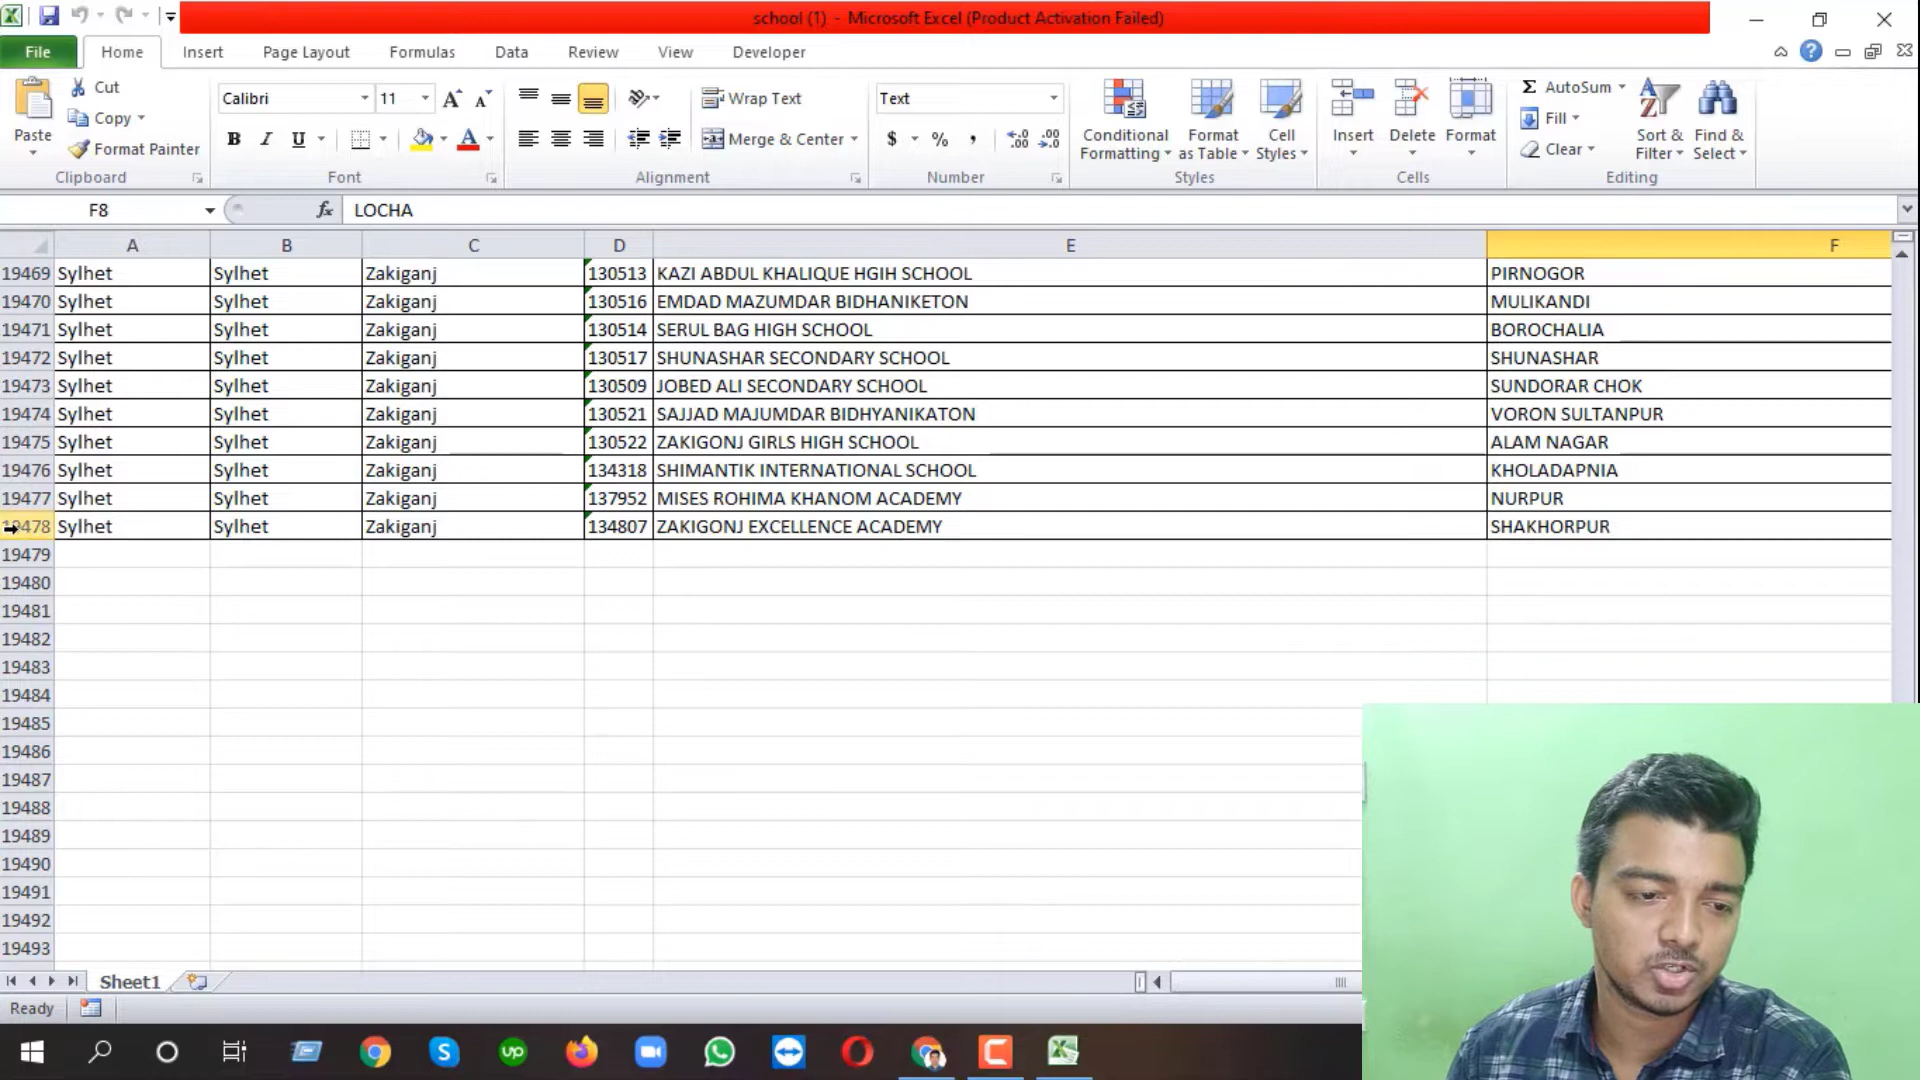 school (1) - Microsoft Excel (Product Activation Failed)
File Home Insert Page Layout Formulas Data Review View Developer
Paste
Cut
Copy
Format Painter
Clipboard
Calibri 11
B I U
Font
Wrap Text
Merge & Center
Alignment
Text
$ % ,
Number
Conditional Formatting
Format as Table
Cell Styles
Styles
Insert Delete Format
Cells
Σ AutoSum
Fill
Clear
Sort & Filter
Find & Select
Editing
F8 fx LOCHA
A B C D E F
19469 Sylhet Sylhet Zakiganj 130513 KAZI ABDUL KHALIQUE HGIH SCHOOL PIRNOGOR
19470 Sylhet Sylhet Zakiganj 130516 EMDAD MAZUMDAR BIDHANIKETON MULIKANDI
19471 Sylhet Sylhet Zakiganj 130514 SERUL BAG HIGH SCHOOL BOROCHALIA
19472 Sylhet Sylhet Zakiganj 130517 SHUNASHAR SECONDARY SCHOOL SHUNASHAR
19473 Sylhet Sylhet Zakiganj 130509 JOBED ALI SECONDARY SCHOOL SUNDORAR CHOK
19474 Sylhet Sylhet Zakiganj 130521 SAJJAD MAJUMDAR BIDHYANIKATON VORON SULTANPUR
19475 Sylhet Sylhet Zakiganj 130522 ZAKIGONJ GIRLS HIGH SCHOOL ALAM NAGAR
19476 Sylhet Sylhet Zakiganj 134318 SHIMANTIK INTERNATIONAL SCHOOL KHOLADAPNIA
19477 Sylhet Sylhet Zakiganj 137952 MISES ROHIMA KHANOM ACADEMY NURPUR
19478 Sylhet Sylhet Zakiganj 134807 ZAKIGONJ EXCELLENCE ACADEMY SHAKHORPUR
19479
19480
19481
19482
19483
19484
19485
19486
19487
19488
19489
19490
19491
19492
19493
Sheet1
Ready